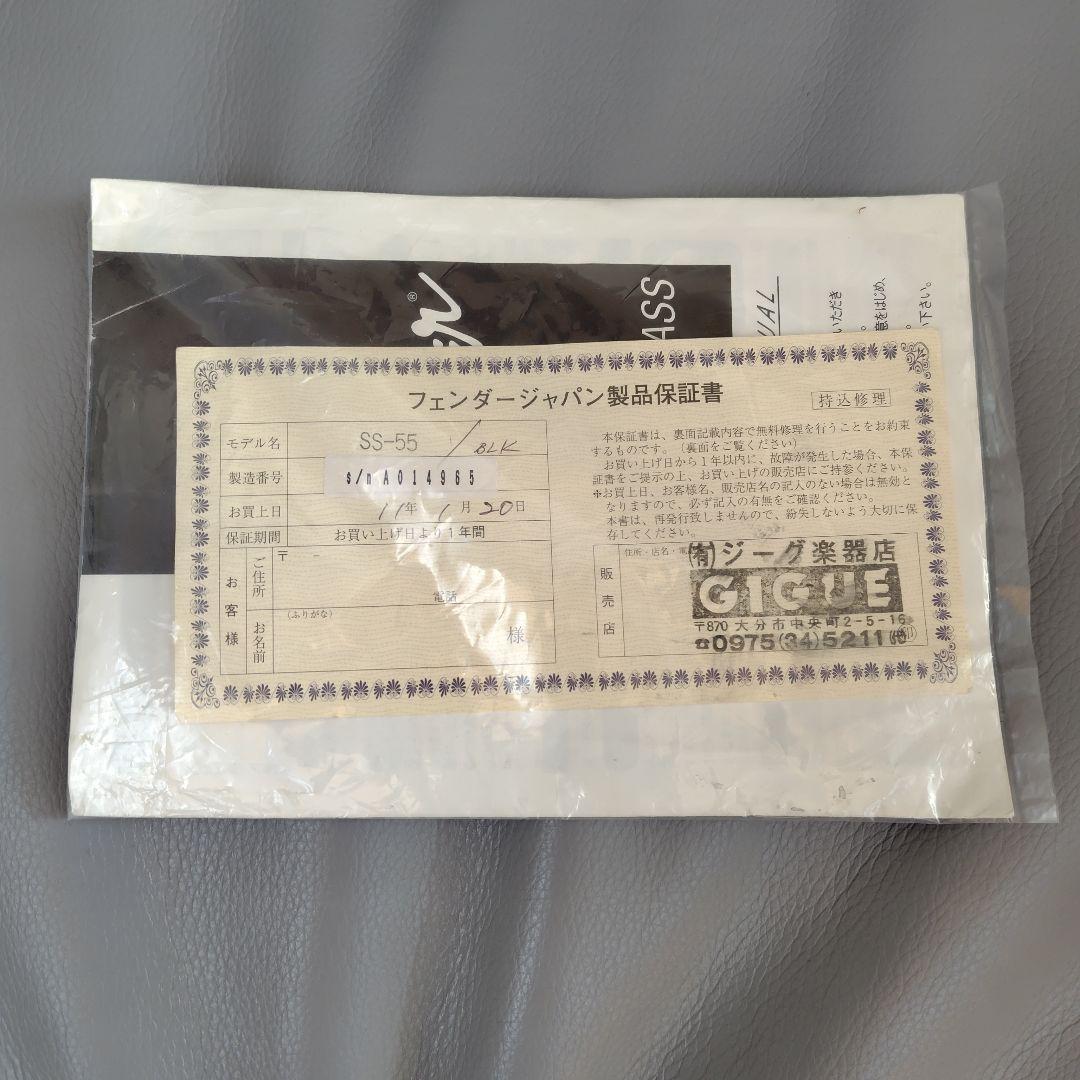 ®
ASS
いただき
意をはじめ、
い下さい。
フェンダージャパン製品保証書
持込修理
モデル名 SS-55 / BLK
製造番号 s/n A014965
お買上日 11年 1月20日
保証期間 お買い上げ日より1年間
お客様
ご住所 〒 -
電話
お名前 (ふりがな)
様
本保証書は、裏面記載内容で無料修理を行うことをお約束
するものです。(裏面をご覧ください)
お買い上げ日から1年以内に、故障が発生した場合、本保
証書をご提示の上、お買い上げの販売店にご持参ください。
※お買上日、お客様名、販売店名の記入のない場合は無効と
なりますので、必ず記入の有無をご確認ください。
本書は、再発行致しませんので、紛失しないよう大切に保
存してください。
販売店
住所・店名・電
(有)ジーグ楽器店
GIGUE
〒870 大分市中央町2-5-16
☎0975(34)5211